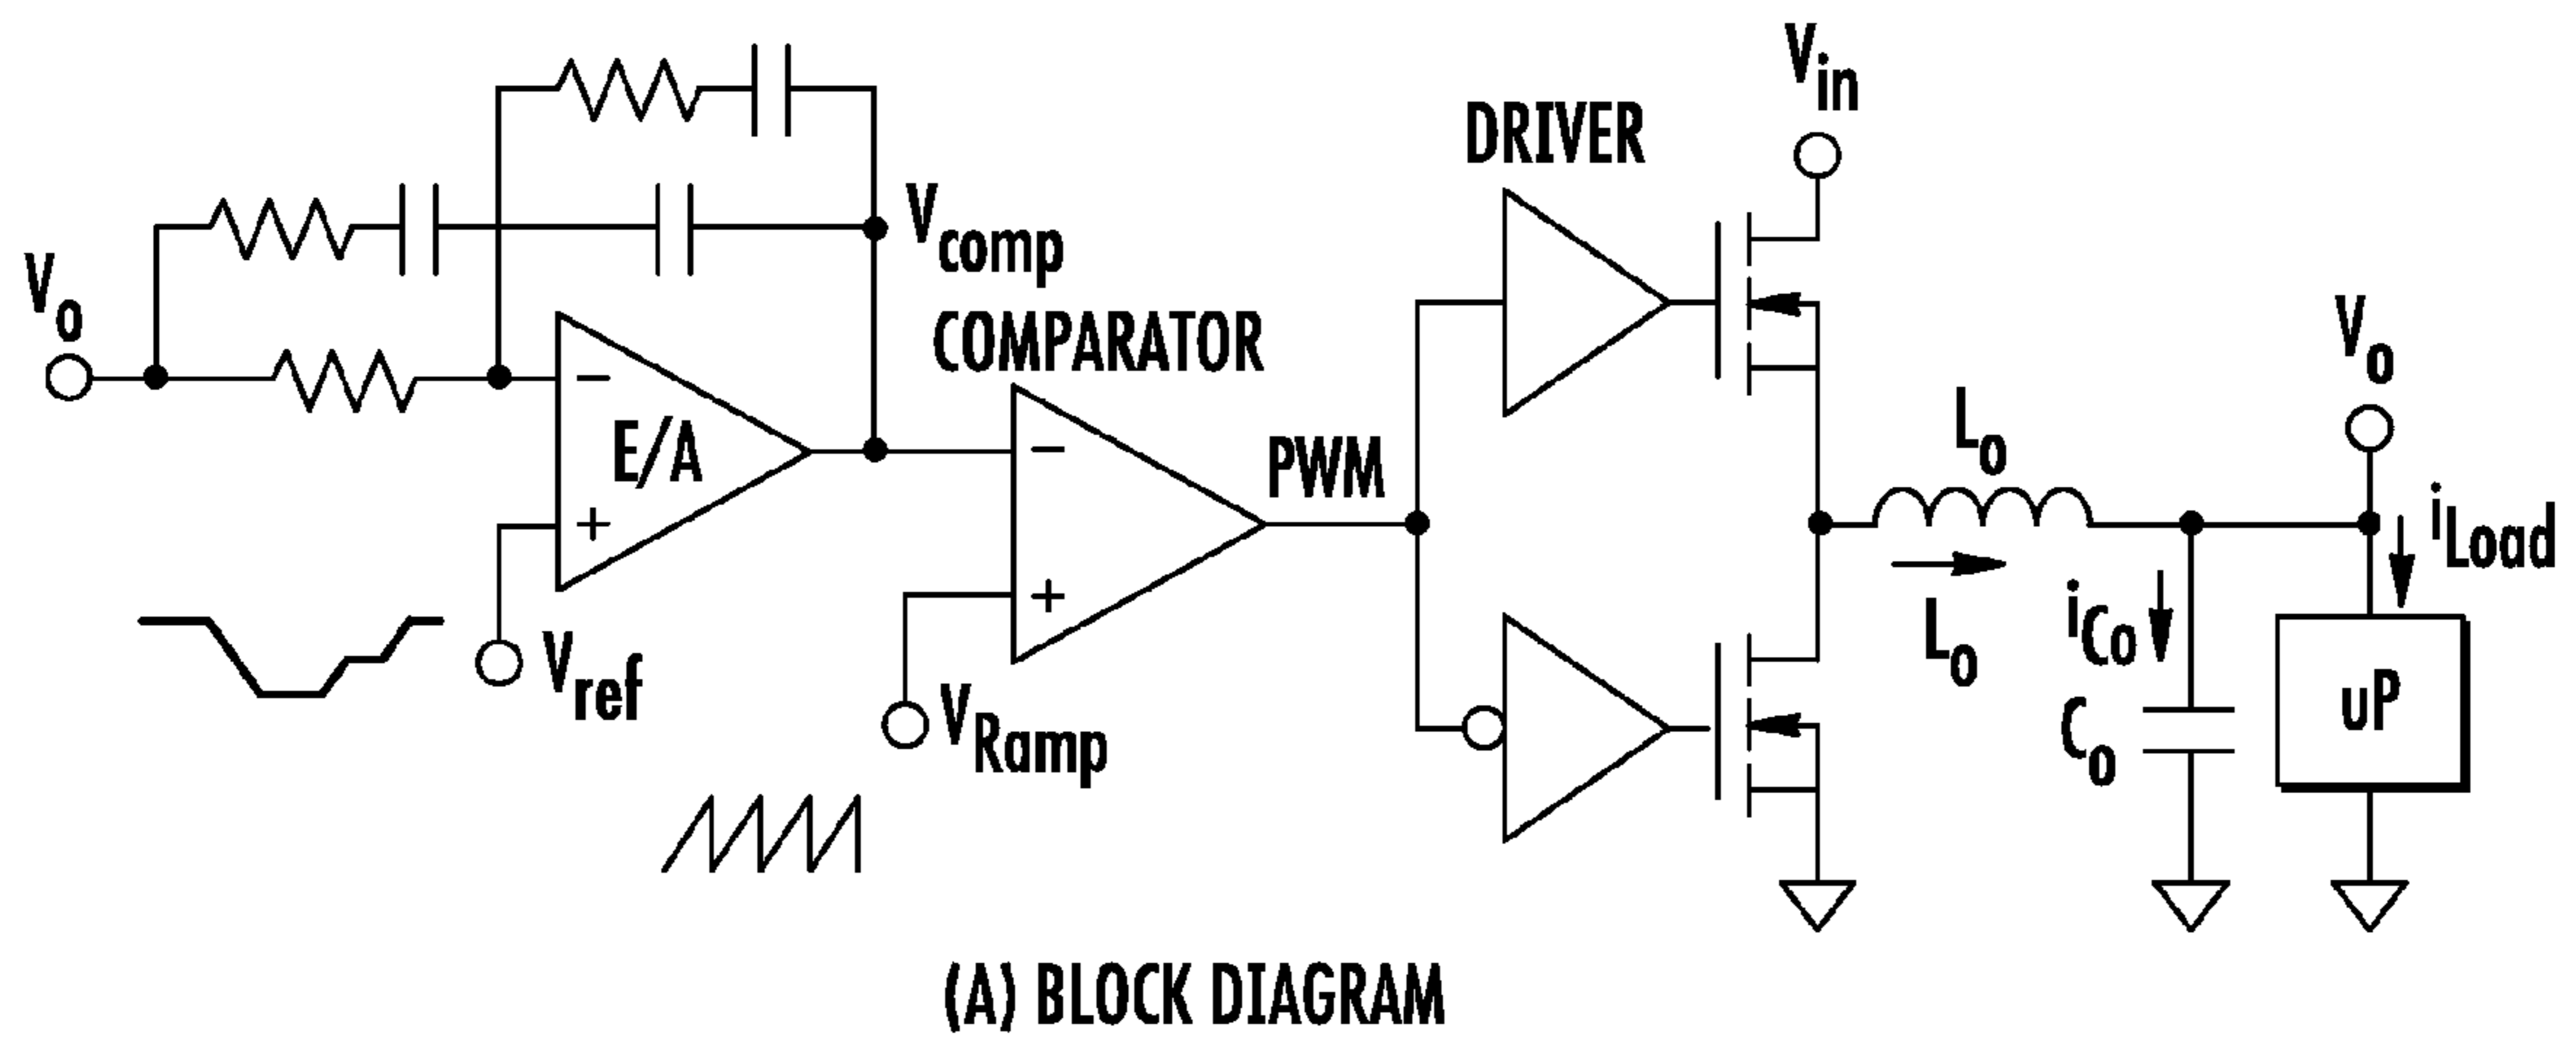 Vin
DRIVER
Vcomp
Vo
COMPARATOR
Vo
Lo
E/A
PWM
iLoad
−
+
−
+
Lo
iCo
Vref
VRamp
Co
uP
(A) BLOCK DIAGRAM